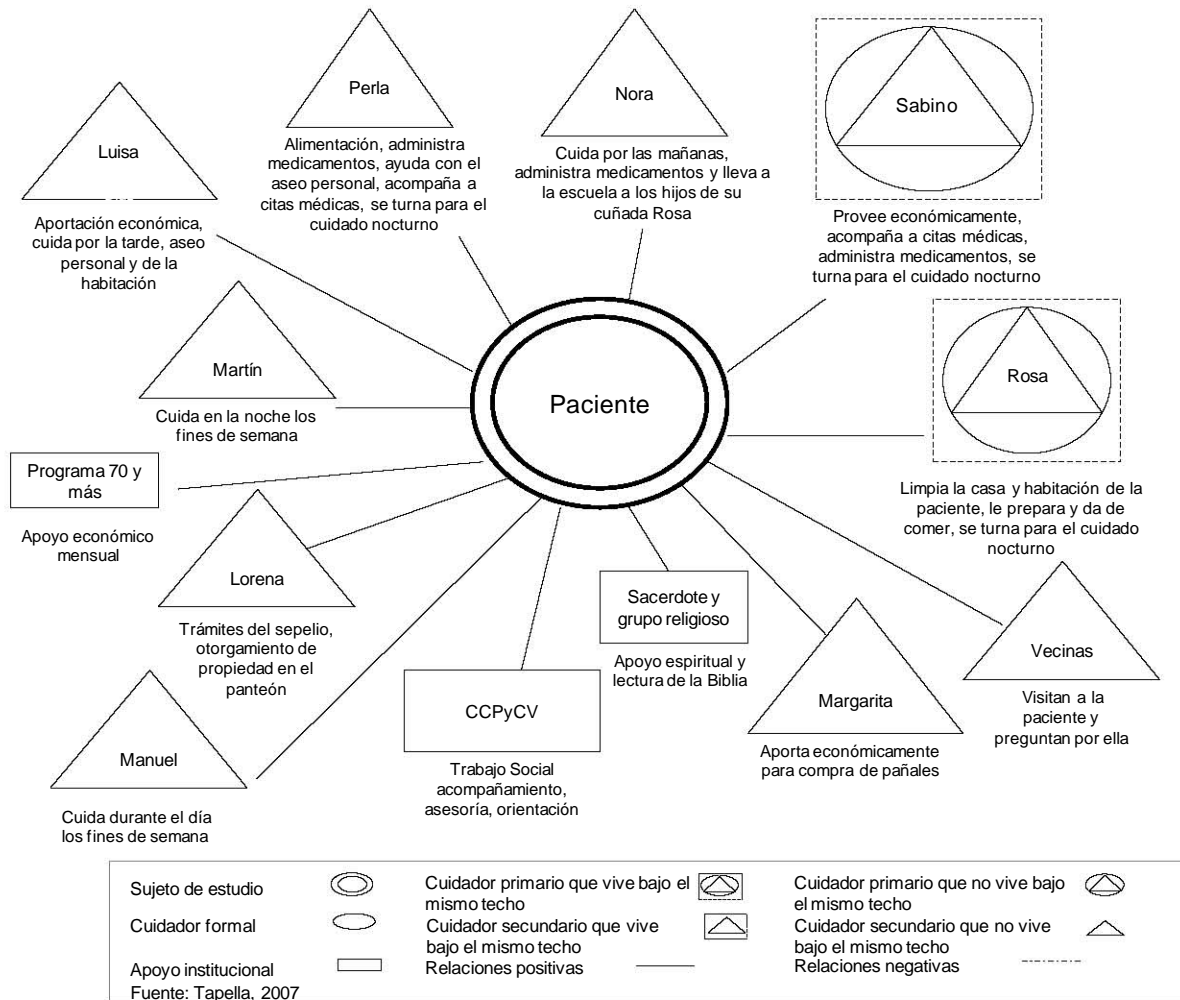 Perla
Alimentación, administra
medicamentos, ayuda con el
aseo personal, acompaña a
citas médicas, se turna para el
cuidado nocturno
Nora
Cuida por las mañanas,
administra medicamentos y lleva a
la escuela a los hijos de su
cuñada Rosa
Sabino
Provee económicamente,
acompaña a citas médicas,
administra medicamentos, se
turna para el cuidado nocturno
Luisa
Aportación económica,
cuida por la tarde, aseo
personal y de la
habitación
Martín
Cuida en la noche los
fines de semana
Paciente
Rosa
Limpia la casa y habitación de la
paciente, le prepara y da de
comer, se turna para el cuidado
nocturno
Programa 70 y
más
Apoyo económico
mensual
Lorena
Trámites del sepelio,
otorgamiento de
propiedad en el
panteón
Sacerdote y
grupo religioso
Apoyo espiritual y
lectura de la Biblia
Vecinas
Visitan a la
paciente y
preguntan por ella
Manuel
Cuida durante el día
los fines de semana
CCPyCV
Trabajo Social
acompañamiento,
asesoría, orientación
Margarita
Aporta económicamente
para compra de pañales
Sujeto de estudio
Cuidador primario que vive bajo el
mismo techo
Cuidador primario que no vive bajo
el mismo techo
Cuidador formal
Cuidador secundario que vive
bajo el mismo techo
Cuidador secundario que no vive
bajo el mismo techo
Apoyo institucional
Relaciones positivas
Relaciones negativas
Fuente: Tapella, 2007